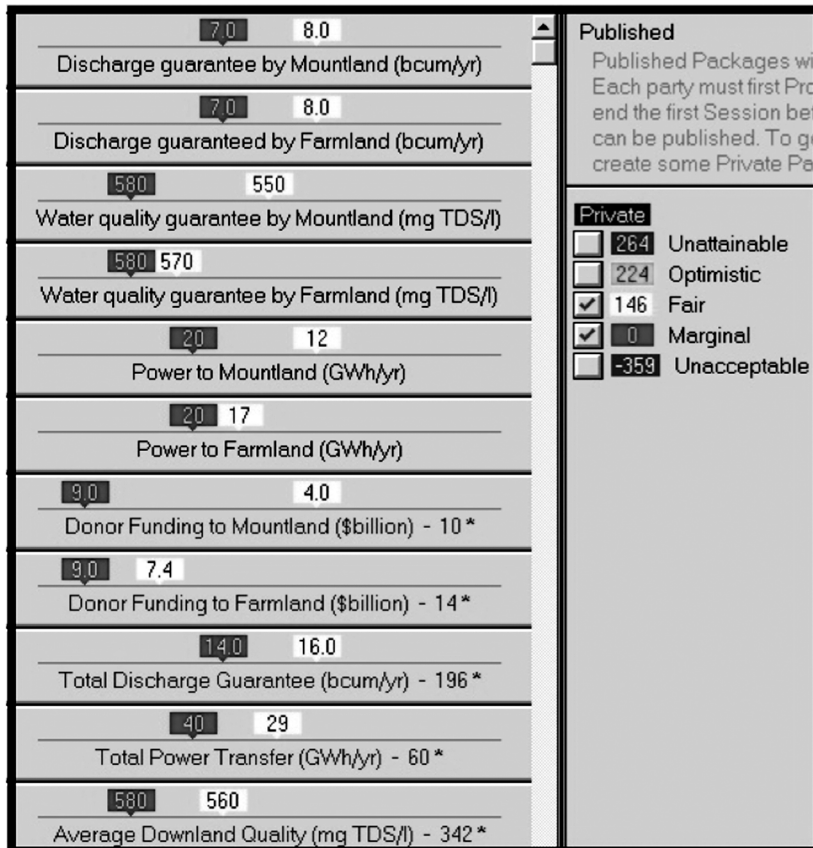 7.0 8.0
Discharge guarantee by Mountland (bcum/yr)
7.0 8.0
Discharge guaranteed by Farmland (bcum/yr)
580 550
Water quality guarantee by Mountland (mg TDS/l)
580 570
Water quality guarantee by Farmland (mg TDS/l)
20 12
Power to Mountland (GWh/yr)
20 17
Power to Farmland (GWh/yr)
9.0 4.0
Donor Funding to Mountland ($billion) - 10 *
9.0 7.4
Donor Funding to Farmland ($billion) - 14 *
14.0 16.0
Total Discharge Guarantee (bcum/yr) - 196 *
40 29
Total Power Transfer (GWh/yr) - 60 *
580 560
Average Downland Quality (mg TDS/l) - 342 *
Published
Published Packages wi
Each party must first Pro
end the first Session bef
can be published. To ge
create some Private Pa
Private
264 Unattainable
224 Optimistic
146 Fair
0 Marginal
-359 Unacceptable